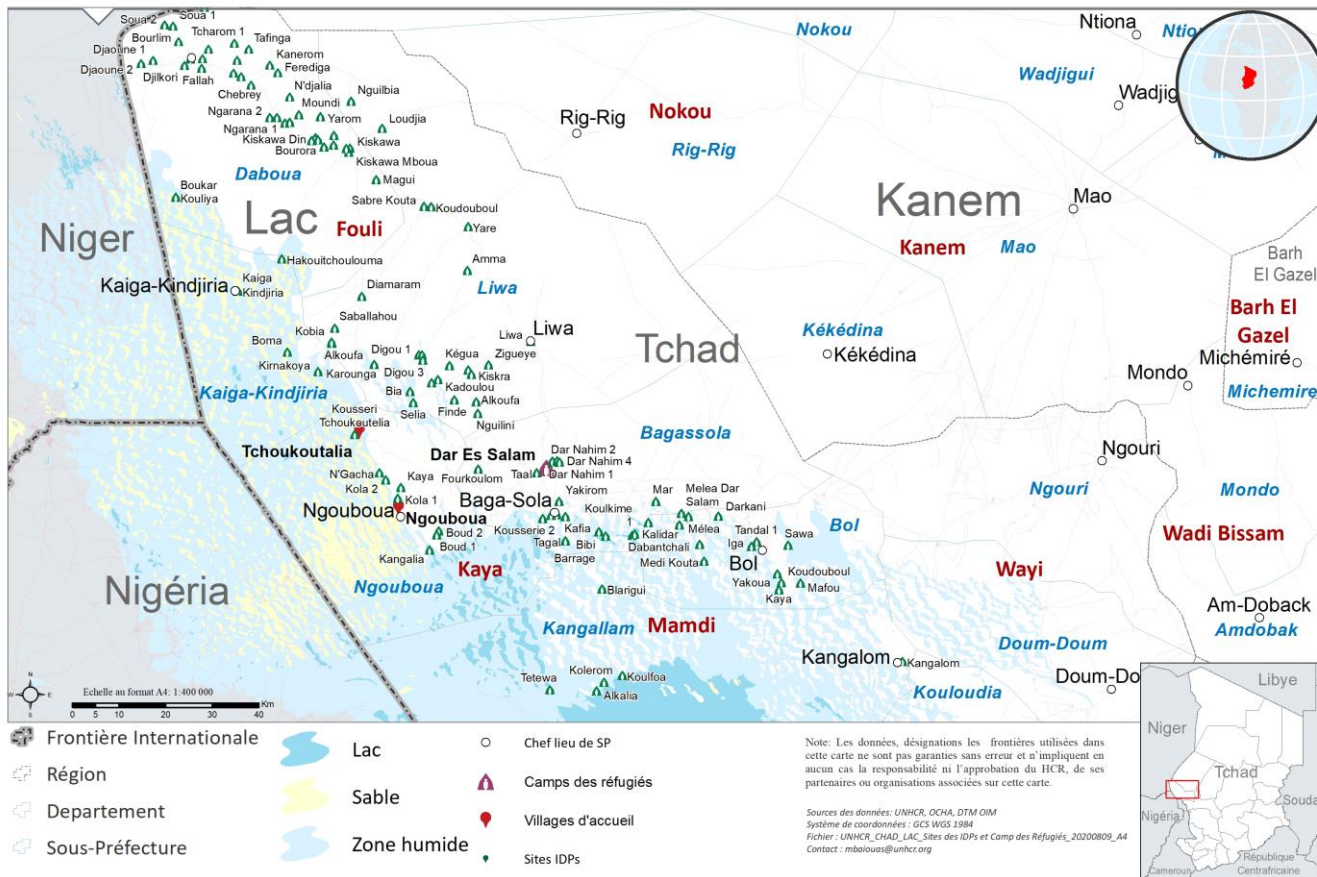 Soua 2
Soua 1
Bourlim
Tcharom 1
Tafinga
Djaoune 1
Kanerom
Djaoune 2
Djilkori
Fallah
Ferediga
Chebrey
N'djalia
Nguilbia
Ngarana 2
Moundi
Yarom
Loudjia
Ngarana 1
Kiskawa Din
Kiskawa
Bourora
Kiskawa Mboua
Daboua
Magui
Boukar
Kouliya
Sabre Kouta
Koudouboul
Niger
Lac
Fouli
Yare
Hakouitchoulouma
Amma
Kaiga-Kindjiria
Kaiga
Kindjiria
Diamaram
Liwa
Saballahou
Kobia
Liwa
Liwa
Tchad
Boma
Alkoufa
Digou 1
Kégua
Zigueye
Kirnakoya
Karounga
Digou 3
Kiskra
Kaiga-Kindjiria
Bia
Kadoulou
Selia
Finde
Alkoufa
Kousseri
Tchoukoutelia
Nguilini
Tchoukoutalia
Bagassola
Dar Es Salam
Dar Nahim 2
Dar Nahim 4
N'Gacha
Kaya
Fourkoulom
Taal
Dar Nahim 1
Kola 2
Kola 1
Baga-Sola
Yakirom
Mar
Melea Dar
Salam
Ngouboua
Ngouboua
Koulkime
1
Darkani
Bol
Boud 2
Kousserie 2
Kafia
Kalidar
Mélea
Tandal 1
Sawa
Boud 1
Tagal
Bibi
Dabantchali
Iga
Kangalia
Barrage
Medi Kouta
Bol
Ngouboua
Kaya
Yakoua
Koudouboul
Mafou
Nigéria
Blarigui
Kaya
Kangallam
Mamdi
Kolerom
Koulfoa
Tetewa
Alkalia
Kangalom
Kangalom
Kouloudia
Nokou
Ntiona
Wadjigui
Rig-Rig
Nokou
Rig-Rig
Kanem
Mao
Kanem
Mao
Barh
El Gazel
Barh El
Gazel
Kékédina
Kékédina
Michémiré
Mondo
Michemire
Ngouri
Ngouri
Mondo
Wadi Bissam
Wayi
Am-Doback
Amdobak
Doum-Doum
N
W
E
S
Echelle au format A4: 1:400 000
0 5 10 20 30 40
Km
Frontière Internationale
Région
Departement
Sous-Préfecture
Lac
Sable
Zone humide
Chef lieu de SP
Camps des réfugiés
Villages d'accueil
Sites IDPs
Note: Les données, désignations les frontières utilisées dans
cette carte ne sont pas garanties sans erreur et n'impliquent en
aucun cas la responsabilité ni l'approbation du HCR, de ses
partenaires ou organisations associées sur cette carte.
Sources des données: UNHCR, OCHA, DTM OIM
Système de coordonnées : GCS WGS 1984
Fichier : UNHCR_CHAD_LAC_Sites des IDPs et Camp des Réfugiés_20200809_A4
Contact : mbaiouas@unhcr.org
Libye
Niger
Tchad
Nigéria
République
Centrafricaine
Cameroun